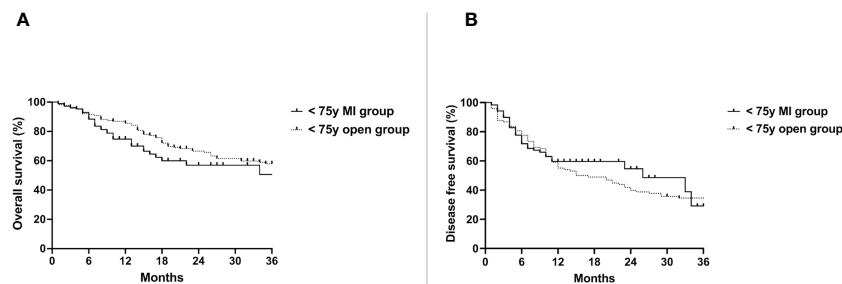 A
Overall survival (%)
100
80
60
40
20
0
0 6 12 18 24 30 36
Months
< 75y MI group
< 75y open group
B
Disease free survival (%)
100
80
60
40
20
0
0 6 12 18 24 30 36
Months
< 75y MI group
< 75y open group